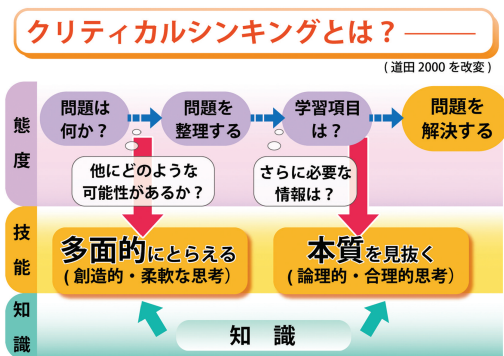 クリティカルシンキングとは？
(道田2000を改変)
態度
問題は
何か？
問題を
整理する
学習項目
は？
問題を
解決する
他にどのような
可能性があるか？
さらに必要な
情報は？
技能
多面的にとらえる
(創造的・柔軟な思考)
本質を見抜く
(論理的・合理的思考)
知識
知　識